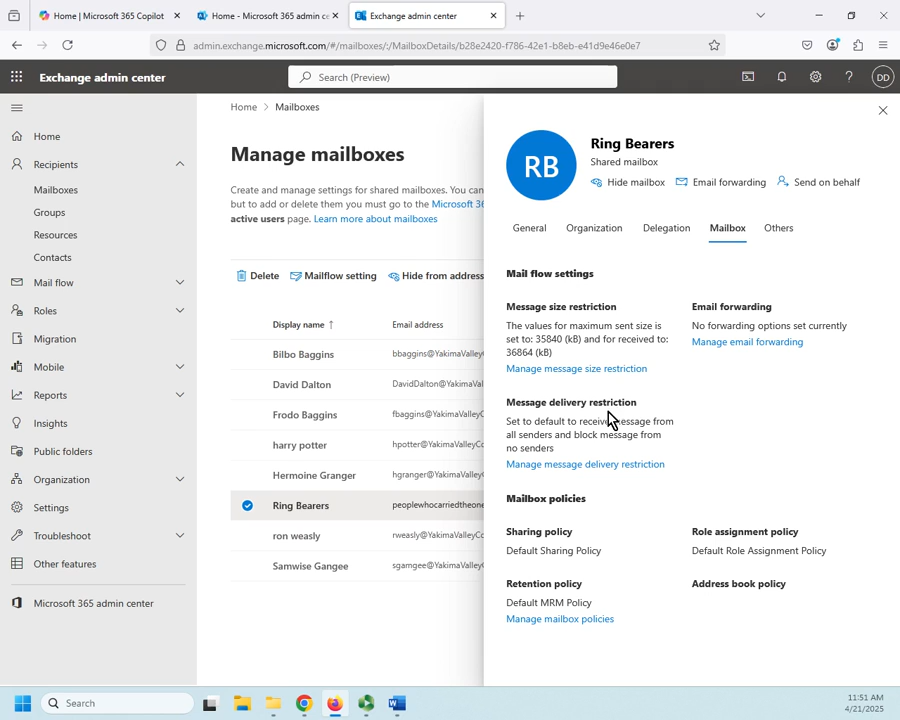 Home | Microsoft 365 Copilot
Home - Microsoft 365 admin ce
Exchange admin center
admin.exchange.microsoft.com/#/mailboxes/:/MailboxDetails/b28e2420-f786-42e1-b8eb-e41d9e46e0e7
Exchange admin center
Search (Preview)
DD
Home
Recipients
Mailboxes
Groups
Resources
Contacts
Mail flow
Roles
Migration
Mobile
Reports
Insights
Public folders
Organization
Settings
Troubleshoot
Other features
Microsoft 365 admin center
Home > Mailboxes
Manage mailboxes
Create and manage settings for shared mailboxes. You can
but to add or delete them you must go to the Microsoft 36
active users page. Learn more about mailboxes
Delete Mailflow setting Hide from address
Display name ↑ Email address
Bilbo Baggins bbaggins@YakimaValleyCo
David Dalton DavidDalton@YakimaValle
Frodo Baggins fbaggins@YakimaValleyCo
harry potter hpotter@YakimaValleyCo
Hermoine Granger hgranger@YakimaValleyC
Ring Bearers peoplewhocarriedtheone
ron weasly rweasly@YakimaValleyCo
Samwise Gangee sgamgee@YakimaValleyC
RB
Ring Bearers
Shared mailbox
Hide mailbox Email forwarding Send on behalf
General Organization Delegation Mailbox Others
Mail flow settings
Message size restriction
The values for maximum sent size is
set to: 35840 (kB) and for received to:
36864 (kB)
Manage message size restriction
Email forwarding
No forwarding options set currently
Manage email forwarding
Message delivery restriction
Set to default to receive message from
all senders and block message from
no senders
Manage message delivery restriction
Mailbox policies
Sharing policy
Default Sharing Policy
Role assignment policy
Default Role Assignment Policy
Retention policy
Default MRM Policy
Manage mailbox policies
Address book policy
Search
11:51 AM
4/21/2025